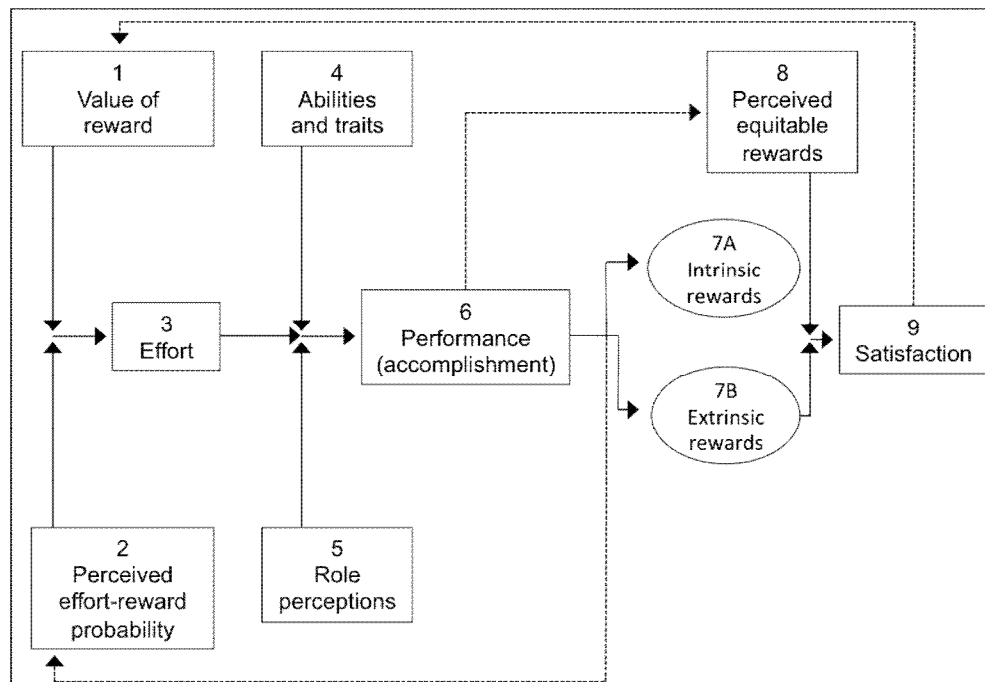 1
Value of
reward
4
Abilities
and traits
8
Perceived
equitable
rewards
7A
Intrinsic
rewards
3
Effort
6
Performance
(accomplishment)
9
Satisfaction
7B
Extrinsic
rewards
2
Perceived
effort-reward
probability
5
Role
perceptions